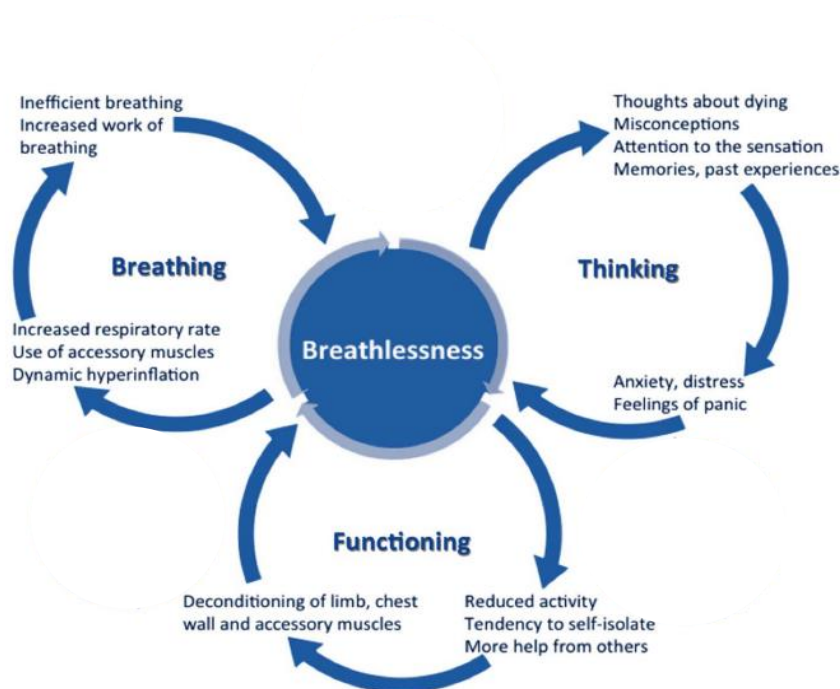 Inefficient breathing
Increased work of
breathing
Breathing
Increased respiratory rate
Use of accessory muscles
Dynamic hyperinflation
Thoughts about dying
Misconceptions
Attention to the sensation
Memories, past experiences
Thinking
Anxiety, distress
Feelings of panic
Breathlessness
Functioning
Deconditioning of limb, chest
wall and accessory muscles
Reduced activity
Tendency to self-isolate
More help from others